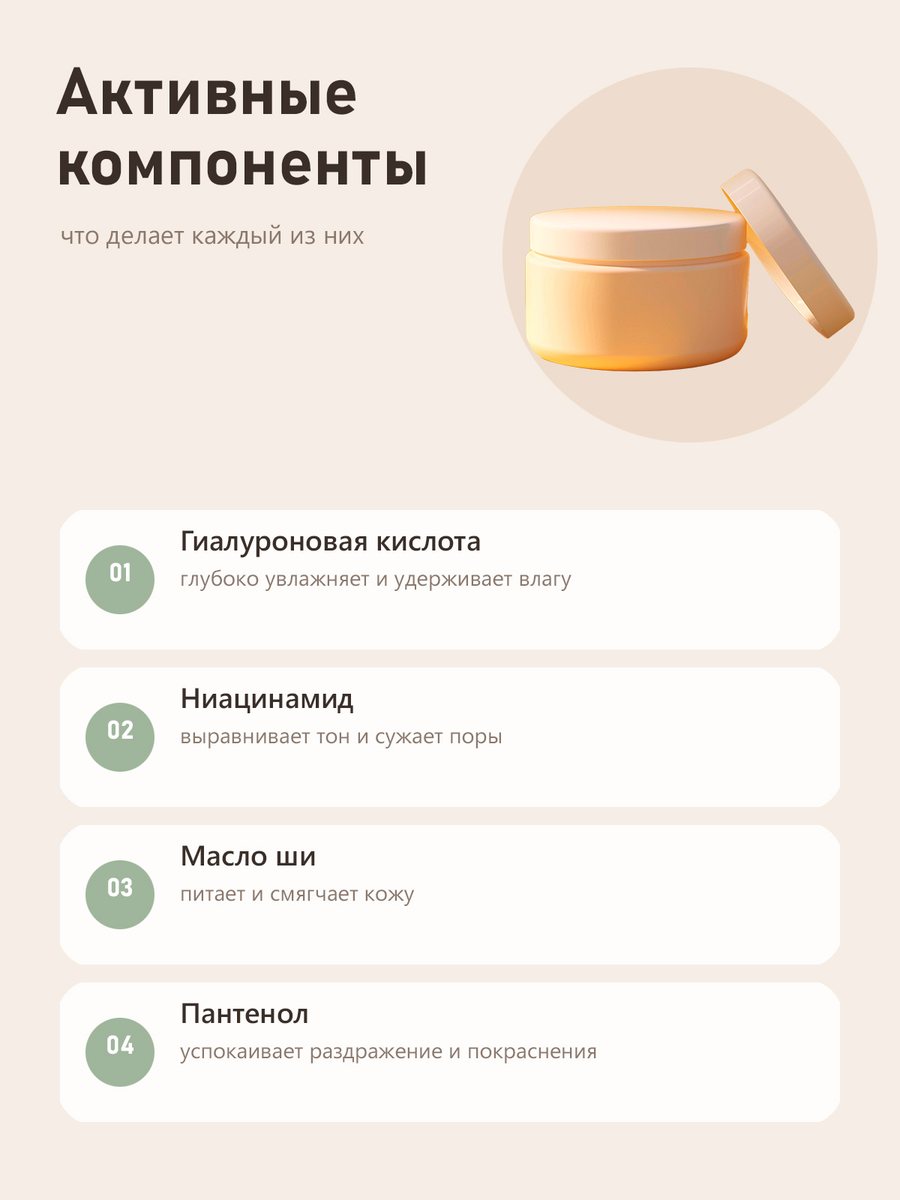 Активные
компоненты
что делает каждый из них
01
Гиалуроновая кислота
глубоко увлажняет и удерживает влагу
02
Ниацинамид
выравнивает тон и сужает поры
03
Масло ши
питает и смягчает кожу
04
Пантенол
успокаивает раздражение и покраснения